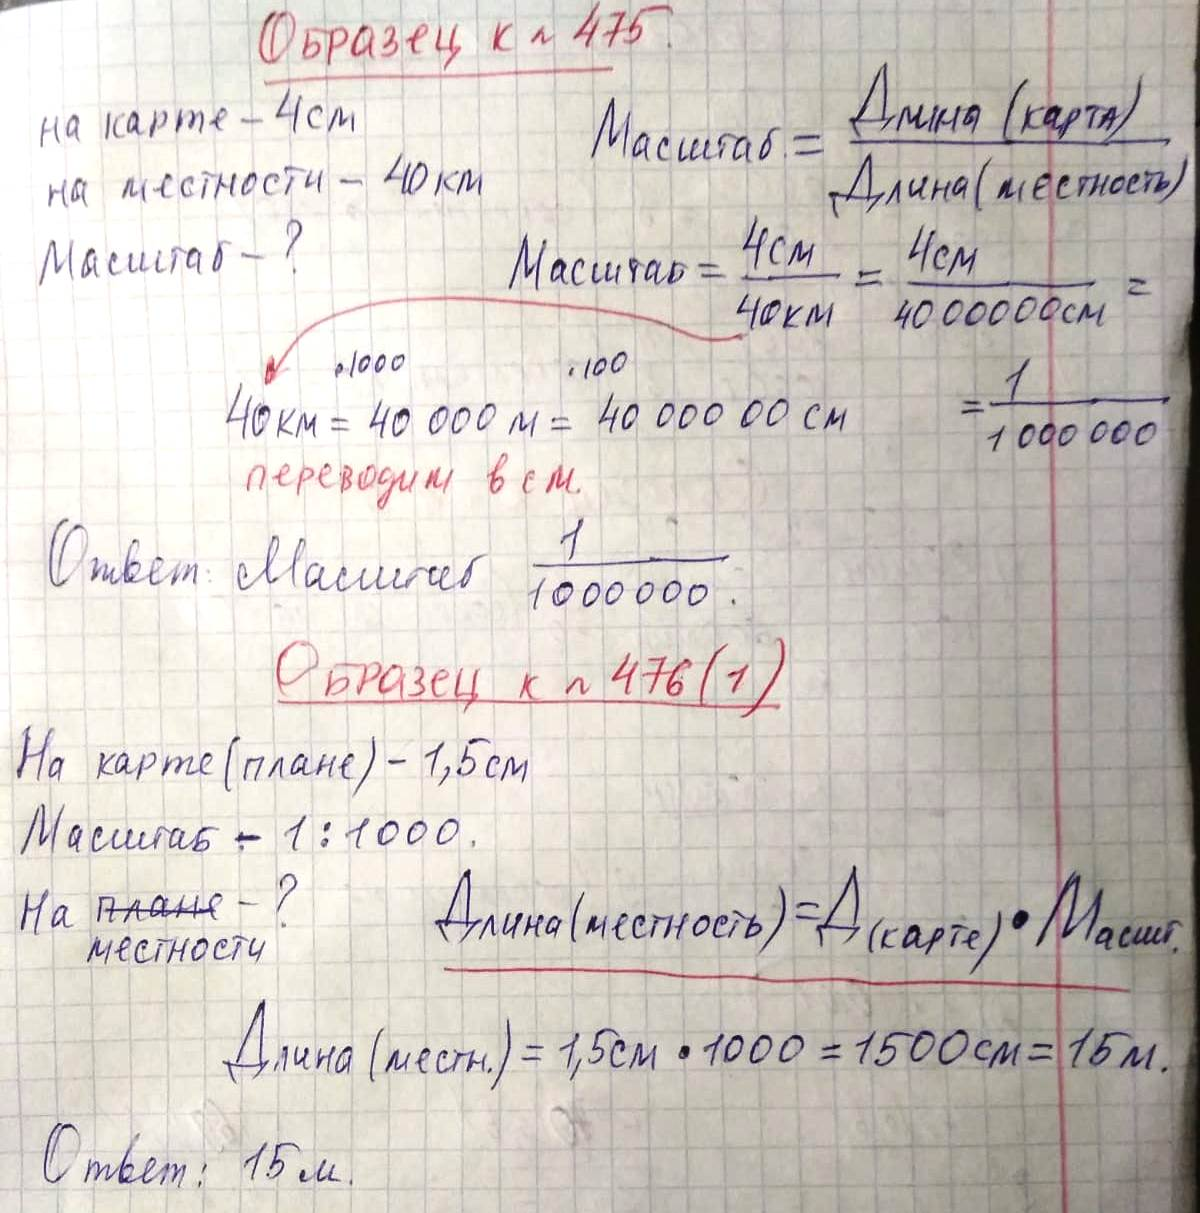 Образец к № 475.
на карте – 4см
на местности – 40км
Масштаб – ?
Масштаб = Длина (карта) / Длина (местность)
Масштаб = 4см / 40км = 4см / 4000000см =
= 1 / 1000000
·1000 ·100
40км = 40 000 м = 40 000 00 см
переводим в см.
Ответ: Масштаб 1 / 1000000.
Образец к № 476(1)
На карте (плане) – 1,5см
Масштаб – 1:1000.
На плане – ?
местности
Длина (местность) = Д(карте) · Масшт.
Длина (местн.) = 1,5см · 1000 = 1500см = 15м.
Ответ: 15м.